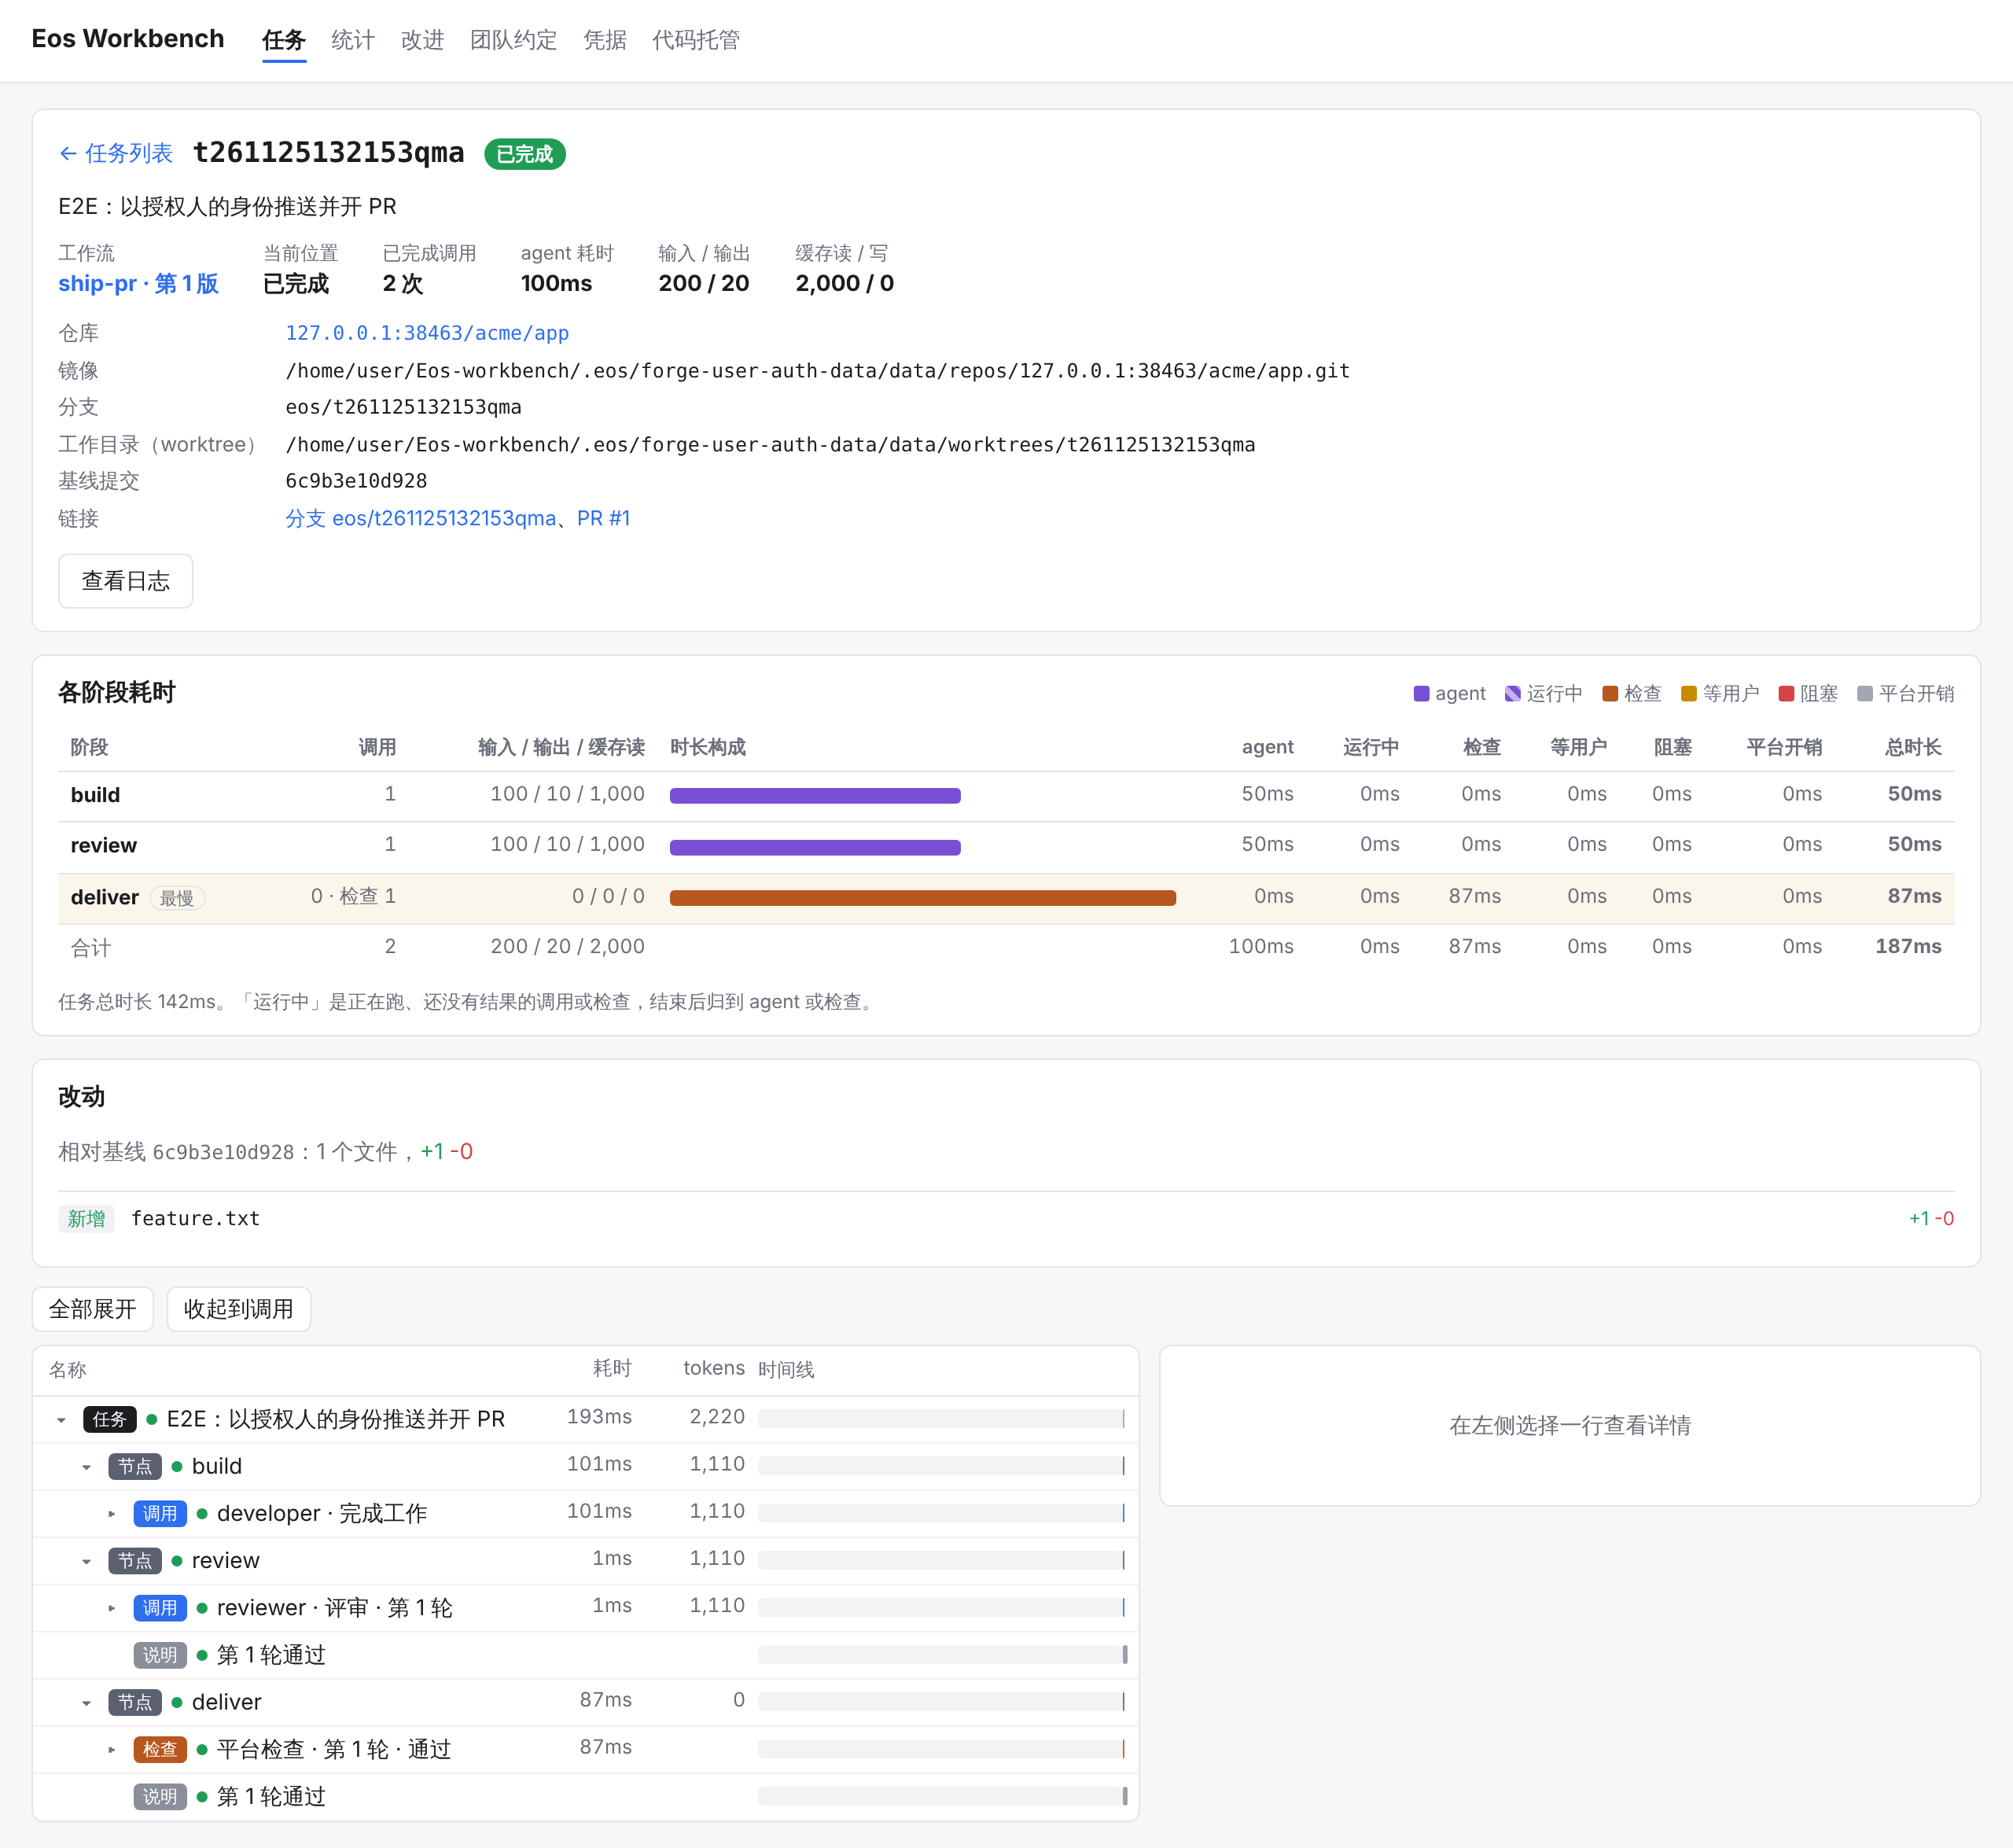 Eos Workbench 任务 统计 改进 团队约定 凭据 代码托管
← 任务列表 t261125132153qma 已完成
E2E：以授权人的身份推送并开 PR
工作流 当前位置 已完成调用 agent 耗时 输入 / 输出 缓存读 / 写
ship-pr · 第 1 版 已完成 2 次 100ms 200 / 20 2,000 / 0
仓库 127.0.0.1:38463/acme/app
镜像 /home/user/Eos-workbench/.eos/forge-user-auth-data/data/repos/127.0.0.1:38463/acme/app.git
分支 eos/t261125132153qma
工作目录（worktree） /home/user/Eos-workbench/.eos/forge-user-auth-data/data/worktrees/t261125132153qma
基线提交 6c9b3e10d928
链接 分支 eos/t261125132153qma、PR #1
查看日志
各阶段耗时 agent 运行中 检查 等用户 阻塞 平台开销
阶段 调用 输入 / 输出 / 缓存读 时长构成 agent 运行中 检查 等用户 阻塞 平台开销 总时长
build 1 100 / 10 / 1,000 50ms 0ms 0ms 0ms 0ms 0ms 50ms
review 1 100 / 10 / 1,000 50ms 0ms 0ms 0ms 0ms 0ms 50ms
deliver 最慢 0 · 检查 1 0 / 0 / 0 0ms 0ms 87ms 0ms 0ms 0ms 87ms
合计 2 200 / 20 / 2,000 100ms 0ms 87ms 0ms 0ms 0ms 187ms
任务总时长 142ms。「运行中」是正在跑、还没有结果的调用或检查，结束后归到 agent 或检查。
改动
相对基线 6c9b3e10d928：1 个文件，+1 -0
新增 feature.txt +1 -0
全部展开 收起到调用
名称 耗时 tokens 时间线
任务 E2E：以授权人的身份推送并开 PR 193ms 2,220
节点 build 101ms 1,110
调用 developer · 完成工作 101ms 1,110
节点 review 1ms 1,110
调用 reviewer · 评审 · 第 1 轮 1ms 1,110
说明 第 1 轮通过
节点 deliver 87ms 0
检查 平台检查 · 第 1 轮 · 通过 87ms
说明 第 1 轮通过
在左侧选择一行查看详情